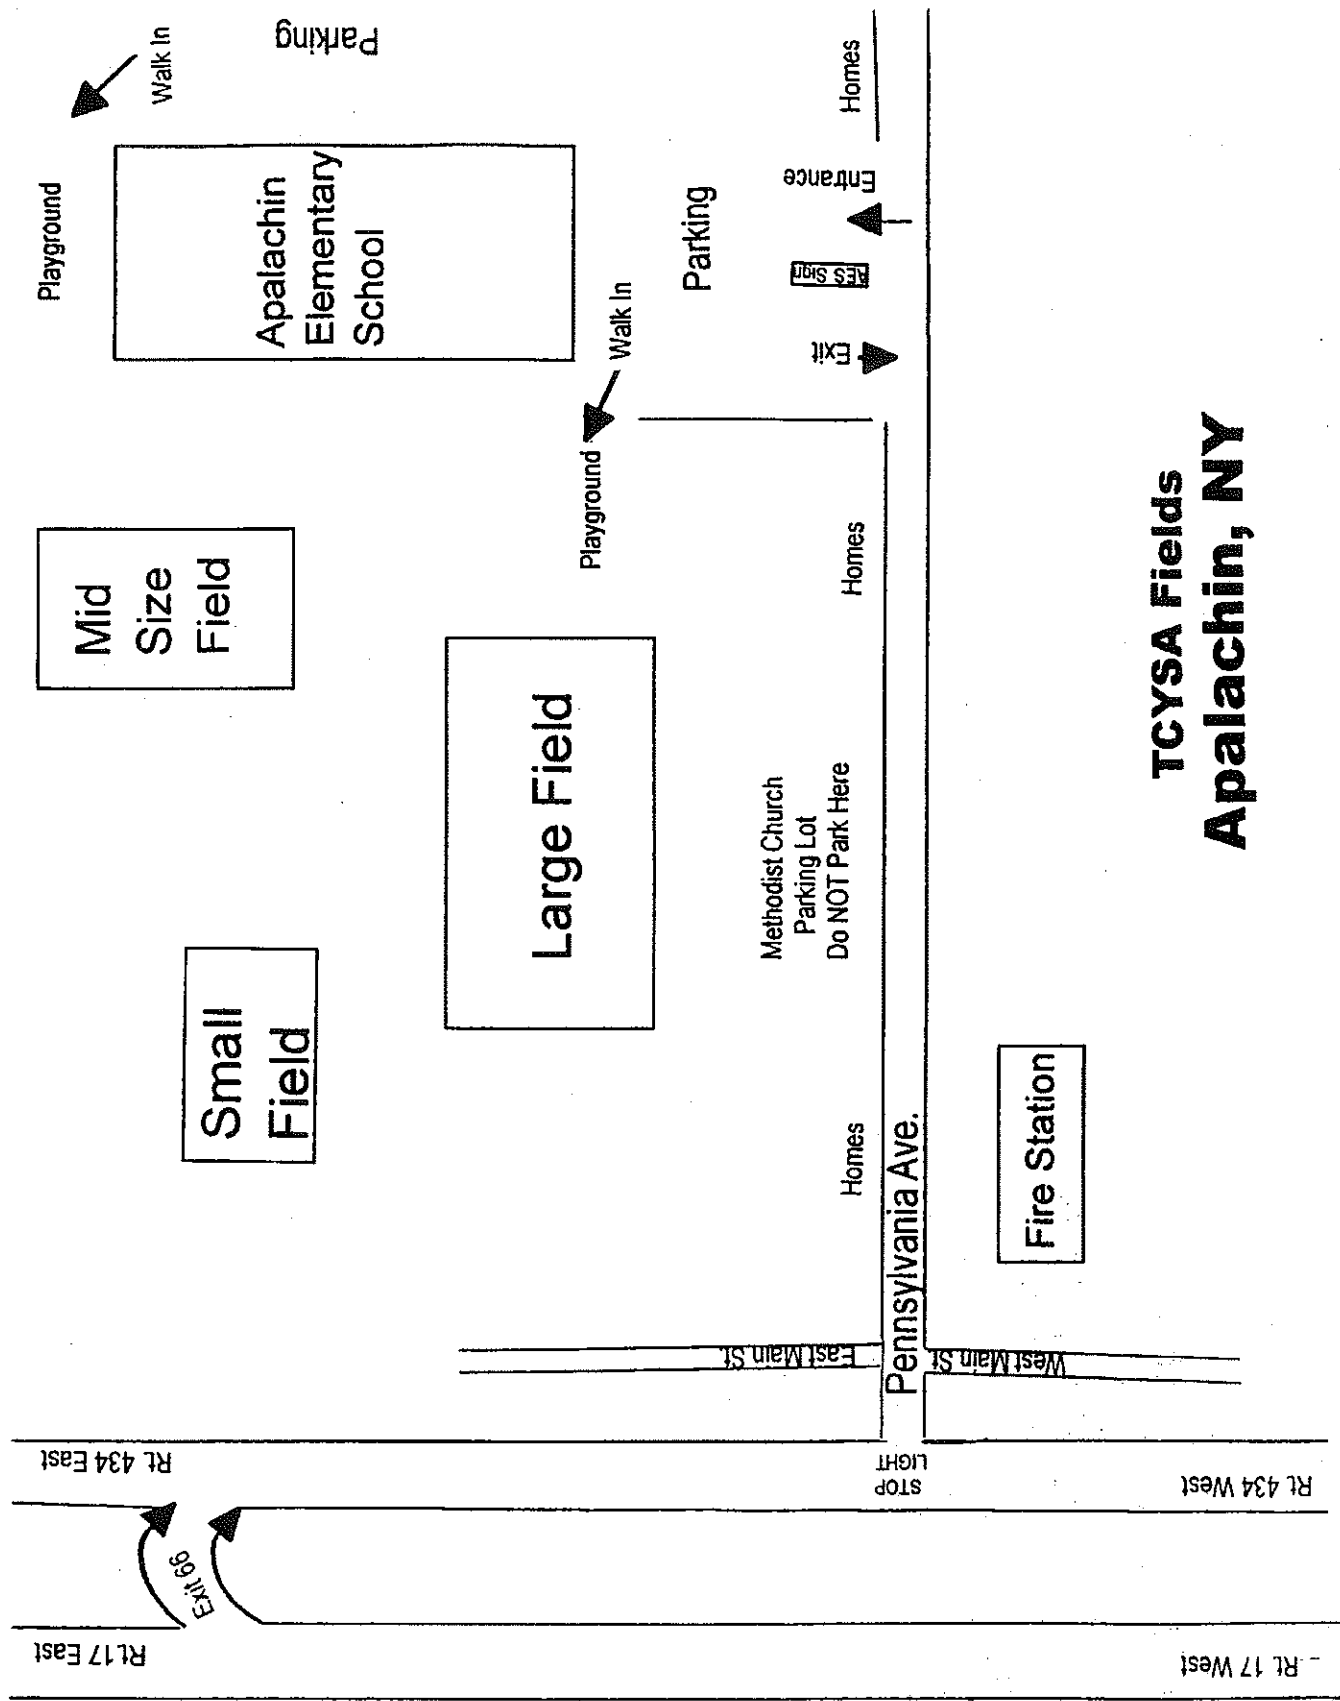 Parking
Walk In
Playground
Apalachin
Elementary
School
Parking
Walk In
Playground
Homes
Entrance
AES Sign
Exit
Mid
Size
Field
Large Field
Small
Field
Homes
Methodist Church
Parking Lot
Do NOT Park Here
Homes
Pennsylvania Ave.
Fire Station
East Main St.
West Main St
STOP
LIGHT
Rt. 434 East
Rt. 434 West
Exit 66
Rt.17 East
Rt. 17 West
TCYSA Fields
Apalachin, NY